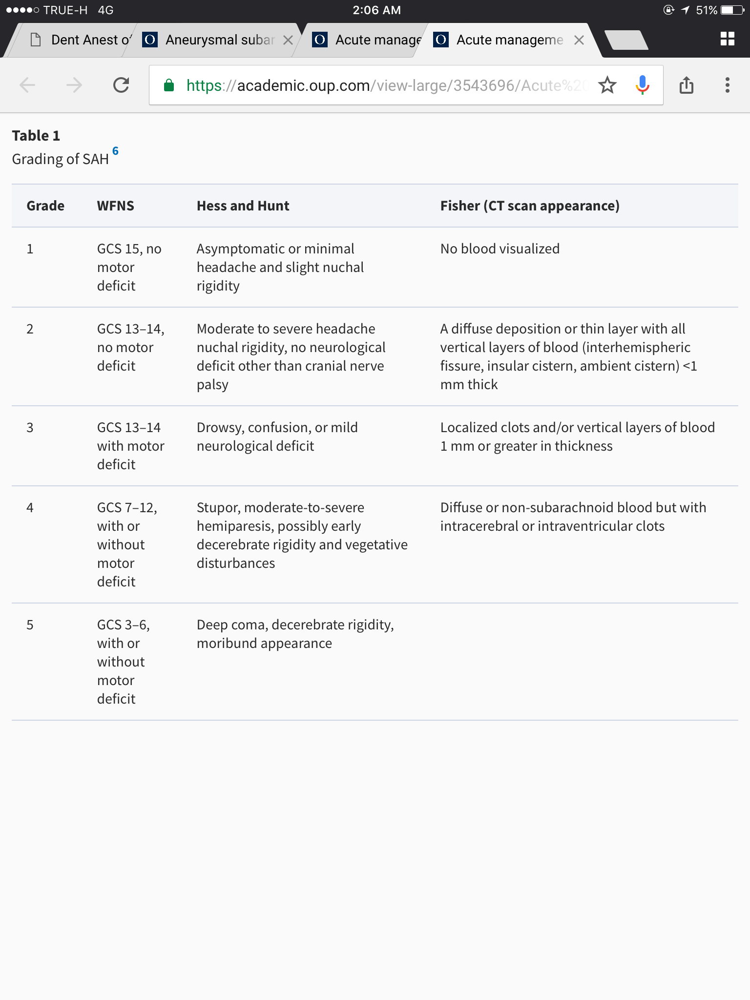 TRUE-H 4G 2:06 AM 51%
Dent Anest of Aneurysmal subar Acute manage Acute manageme
https://academic.oup.com/view-large/3543696/Acute%20
Table 1
Grading of SAH 6
Grade WFNS Hess and Hunt Fisher (CT scan appearance)
1 GCS 15, no Asymptomatic or minimal No blood visualized
motor headache and slight nuchal
deficit rigidity
2 GCS 13–14, Moderate to severe headache A diffuse deposition or thin layer with all
no motor nuchal rigidity, no neurological vertical layers of blood (interhemispheric
deficit deficit other than cranial nerve fissure, insular cistern, ambient cistern) <1
palsy mm thick
3 GCS 13–14 Drowsy, confusion, or mild Localized clots and/or vertical layers of blood
with motor neurological deficit 1 mm or greater in thickness
deficit
4 GCS 7–12, Stupor, moderate-to-severe Diffuse or non-subarachnoid blood but with
with or hemiparesis, possibly early intracerebral or intraventricular clots
without decerebrate rigidity and vegetative
motor disturbances
deficit
5 GCS 3–6, Deep coma, decerebrate rigidity,
with or moribund appearance
without
motor
deficit